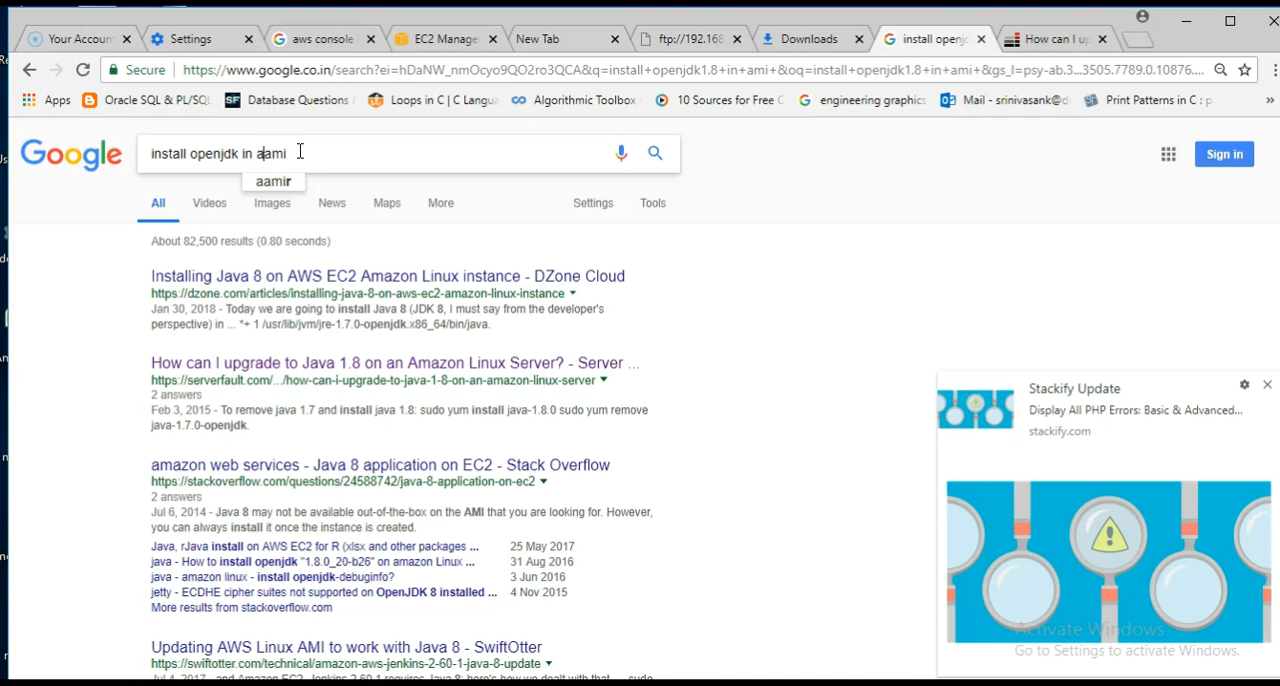 Your Accoun
Settings
aws console
EC2 Manage
New Tab
ftp://192.168
Downloads
install openj
How can I u
Secure
https://www.google.co.in/search?ei=hDaNW_nmOcyo9QO2ro3QCA&q=install+openjdk1.8+in+ami+&oq=install+openjdk1.8+in+ami+&gs_l=psy-ab.3...3505.7789.0.10876....
Apps
Oracle SQL & PL/SQL
Database Questions
Loops in C | C Langu
Algorithmic Toolbox
10 Sources for Free C
engineering graphics
Mail - srinivasank@
Print Patterns in C : p
»
Google
install openjdk in aami
Sign in
aamir
All
Videos
Images
News
Maps
More
Settings
Tools
About 82,500 results (0.80 seconds)
Installing Java 8 on AWS EC2 Amazon Linux instance - DZone Cloud
https://dzone.com/articles/installing-java-8-on-aws-ec2-amazon-linux-instance
Jan 30, 2018 - Today we are going to install Java 8 (JDK 8, I must say from the developer's
perspective) in ... *+ 1 /usr/lib/jvm/jre-1.7.0-openjdk.x86_64/bin/java.
How can I upgrade to Java 1.8 on an Amazon Linux Server? - Server ...
https://serverfault.com/.../how-can-i-upgrade-to-java-1-8-on-an-amazon-linux-server
2 answers
Feb 3, 2015 - To remove java 1.7 and install java 1.8: sudo yum install java-1.8.0 sudo yum remove
java-1.7.0-openjdk.
amazon web services - Java 8 application on EC2 - Stack Overflow
https://stackoverflow.com/questions/24588742/java-8-application-on-ec2
2 answers
Jul 6, 2014 - Java 8 may not be available out-of-the-box on the AMI that you are looking for. However,
you can always install it once the instance is created.
Java, rJava install on AWS EC2 for R (xlsx and other packages ...
25 May 2017
java - How to install openjdk "1.8.0_20-b26" on amazon Linux ...
31 Aug 2016
java - amazon linux - install openjdk-debuginfo?
3 Jun 2016
jetty - ECDHE cipher suites not supported on OpenJDK 8 installed ...
4 Nov 2015
More results from stackoverflow.com
Updating AWS Linux AMI to work with Java 8 - SwiftOtter
https://swiftotter.com/technical/amazon-aws-jenkins-2-60-1-java-8-update
Stackify Update
Display All PHP Errors: Basic & Advanced...
stackify.com
Activate Windows
Go to Settings to activate Windows.